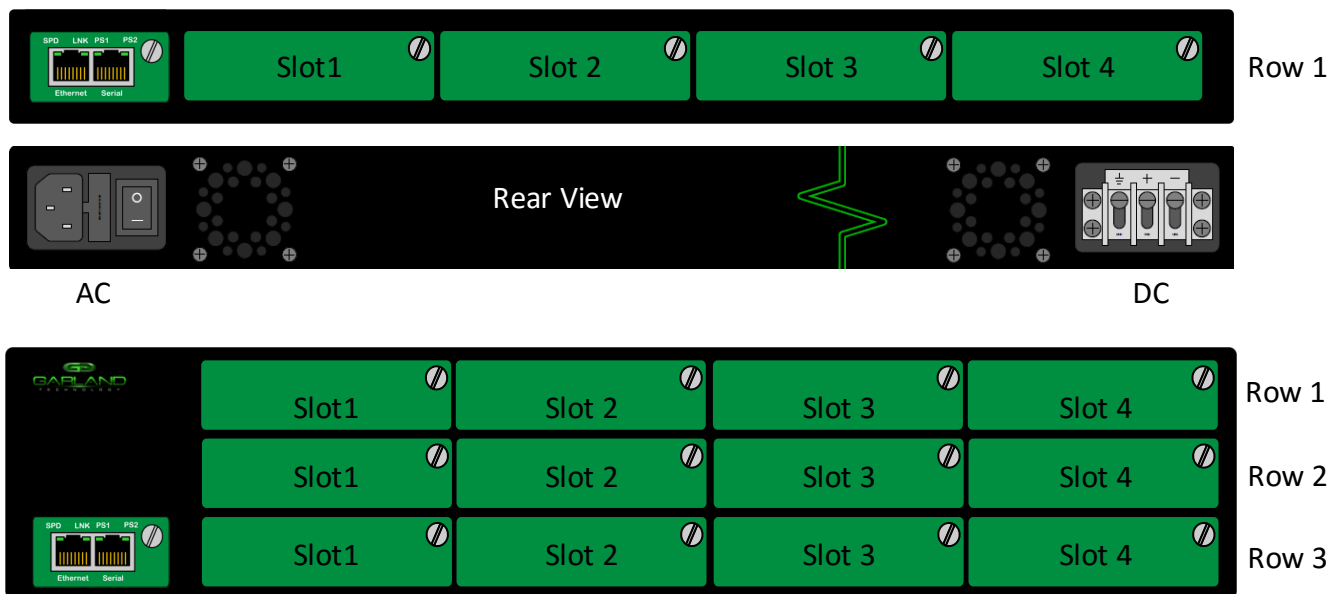 SPD LNK PS1 PS2
Ethernet Serial
Slot1 Slot 2 Slot 3 Slot 4 Row 1
Rear View
+ −
AC DC
GARLAND
TECHNOLOGY
Slot1 Slot 2 Slot 3 Slot 4 Row 1
Slot1 Slot 2 Slot 3 Slot 4 Row 2
SPD LNK PS1 PS2
Ethernet Serial
Slot1 Slot 2 Slot 3 Slot 4 Row 3